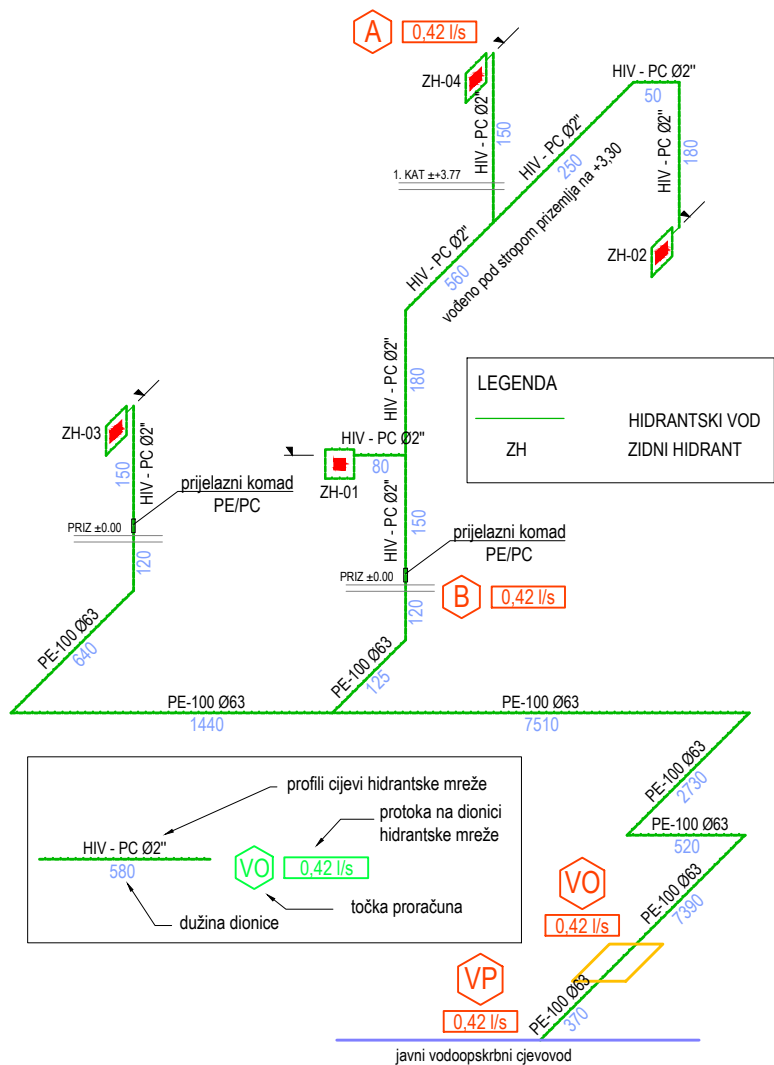 A
0,42 l/s
ZH-04
HIV - PC Ø2"
150
1. KAT ±+3.77
HIV - PC Ø2"
50
HIV - PC Ø2"
180
ZH-02
HIV - PC Ø2"
250
vođeno pod stropom prizemlja na +3,30
HIV - PC Ø2"
560
HIV - PC Ø2"
180
LEGENDA
HIDRANTSKI VOD
ZH
ZIDNI HIDRANT
ZH-03
HIV - PC Ø2"
150
prijelazni komad
PE/PC
PRIZ ±0.00
120
HIV - PC Ø2"
80
ZH-01
HIV - PC Ø2"
150
prijelazni komad
PE/PC
PRIZ ±0.00
B
0,42 l/s
120
PE-100 Ø63
640
PE-100 Ø63
125
PE-100 Ø63
1440
PE-100 Ø63
7510
PE-100 Ø63
2730
PE-100 Ø63
520
PE-100 Ø63
7390
VO
0,42 l/s
VP
0,42 l/s
PE-100 Ø63
370
javni vodoopskrbni cjevovod
profili cijevi hidrantske mreže
HIV - PC Ø2"
580
protoka na dionici
hidrantske mreže
VO
0,42 l/s
dužina dionice
točka proračuna